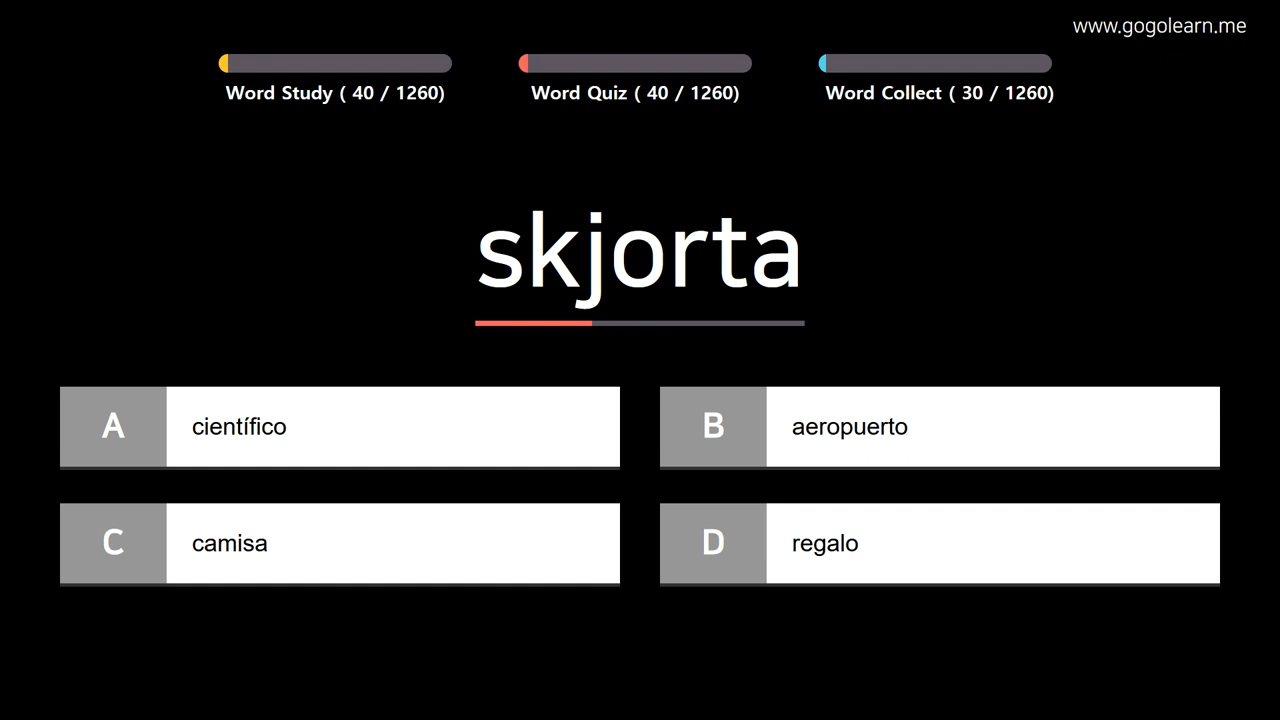 www.gogolearn.me
Word Study ( 40 / 1260)
Word Quiz ( 40 / 1260)
Word Collect ( 30 / 1260)
skjorta
A científico
B aeropuerto
C camisa
D regalo